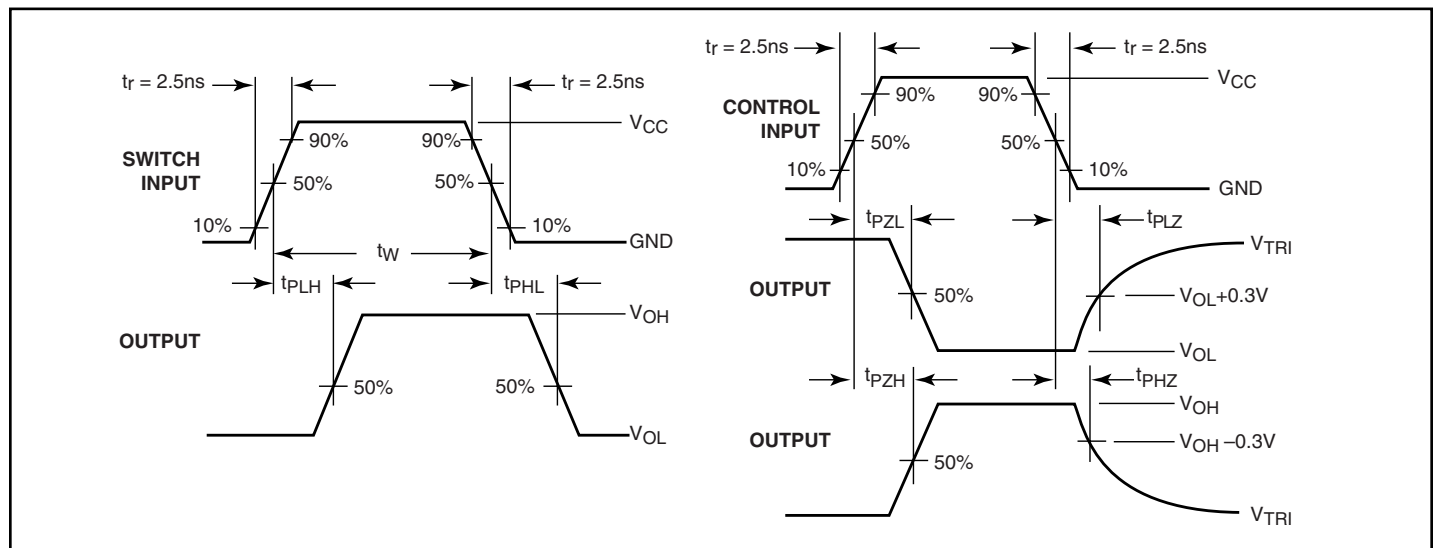 tr = 2.5ns
tr = 2.5ns
VCC
90%
90%
SWITCH
INPUT
50%
50%
10%
10%
GND
tW
tPLH
tPHL
VOH
OUTPUT
50%
50%
VOL
tr = 2.5ns
tr = 2.5ns
VCC
90%
90%
CONTROL
INPUT
50%
50%
10%
10%
GND
tPZL
tPLZ
VTRI
OUTPUT
50%
VOL+0.3V
VOL
tPZH
tPHZ
VOH
OUTPUT
VOH –0.3V
50%
VTRI